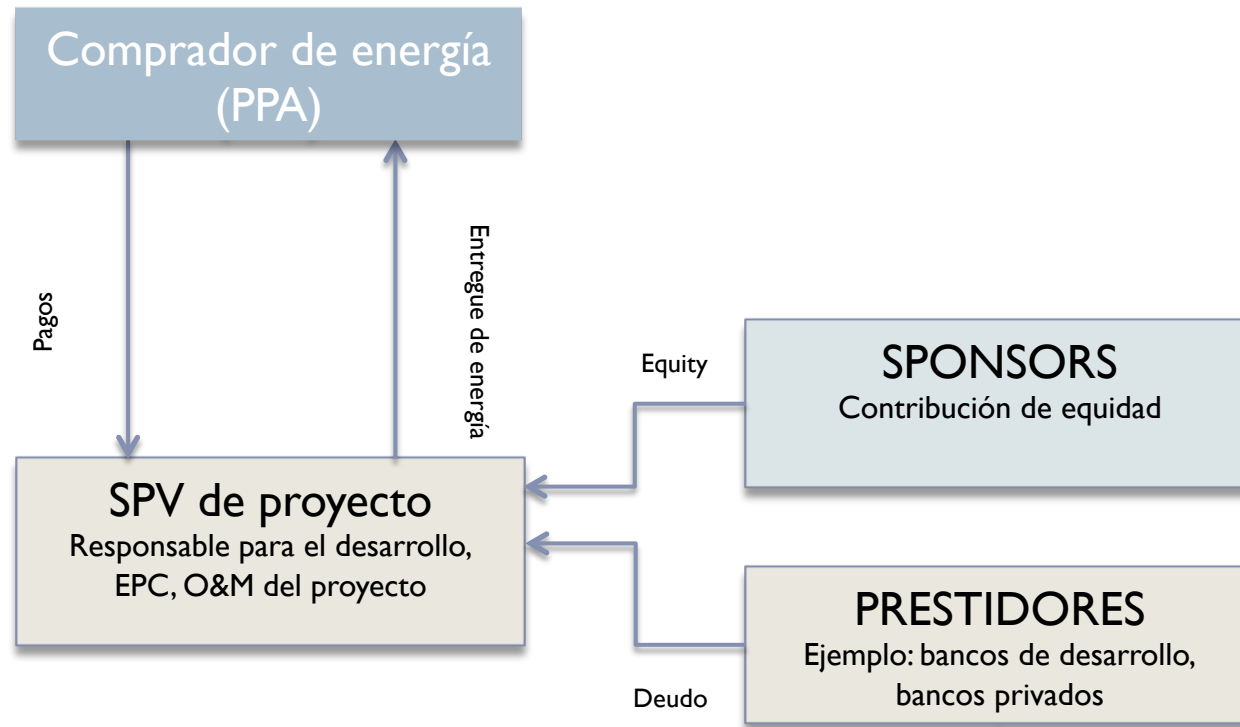 Comprador de energía
(PPA)
Pagos
Entregue de energía
Equity
SPONSORS
Contribución de equidad
SPV de proyecto
Responsable para el desarrollo,
EPC, O&M del proyecto
PRESTIDORES
Ejemplo: bancos de desarrollo,
bancos privados
Deudo